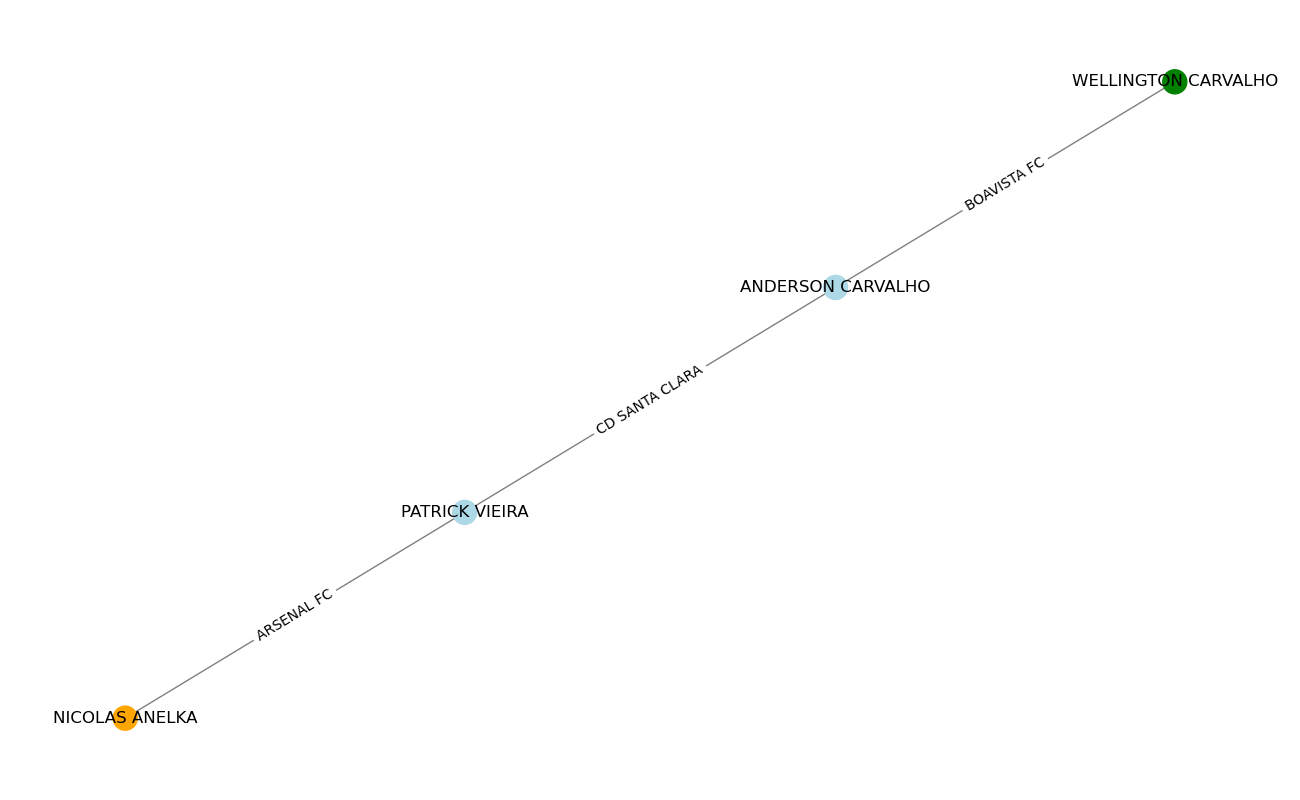 WELLINGTON CARVALHO
BOAVISTA FC
ANDERSON CARVALHO
CD SANTA CLARA
PATRICK VIEIRA
ARSENAL FC
NICOLAS ANELKA